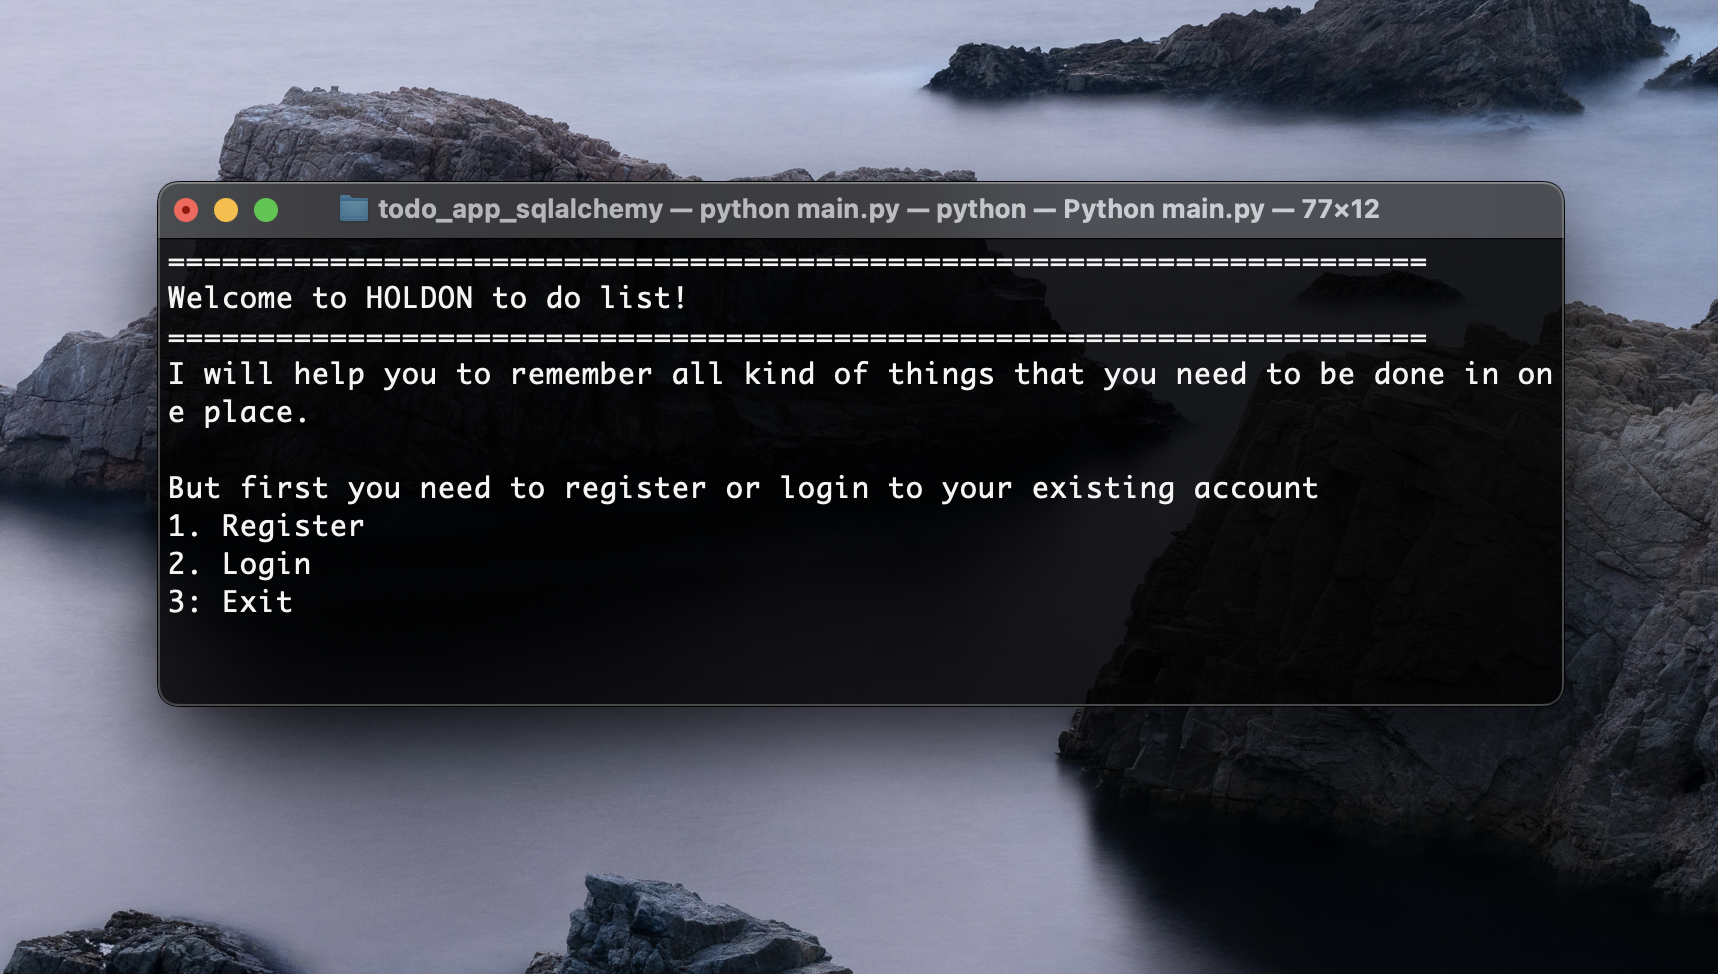 todo_app_sqlalchemy — python main.py — python — Python main.py — 77×12
======================================================================
Welcome to HOLDON to do list!
======================================================================
I will help you to remember all kind of things that you need to be done in on
e place.
But first you need to register or login to your existing account
1. Register
2. Login
3: Exit